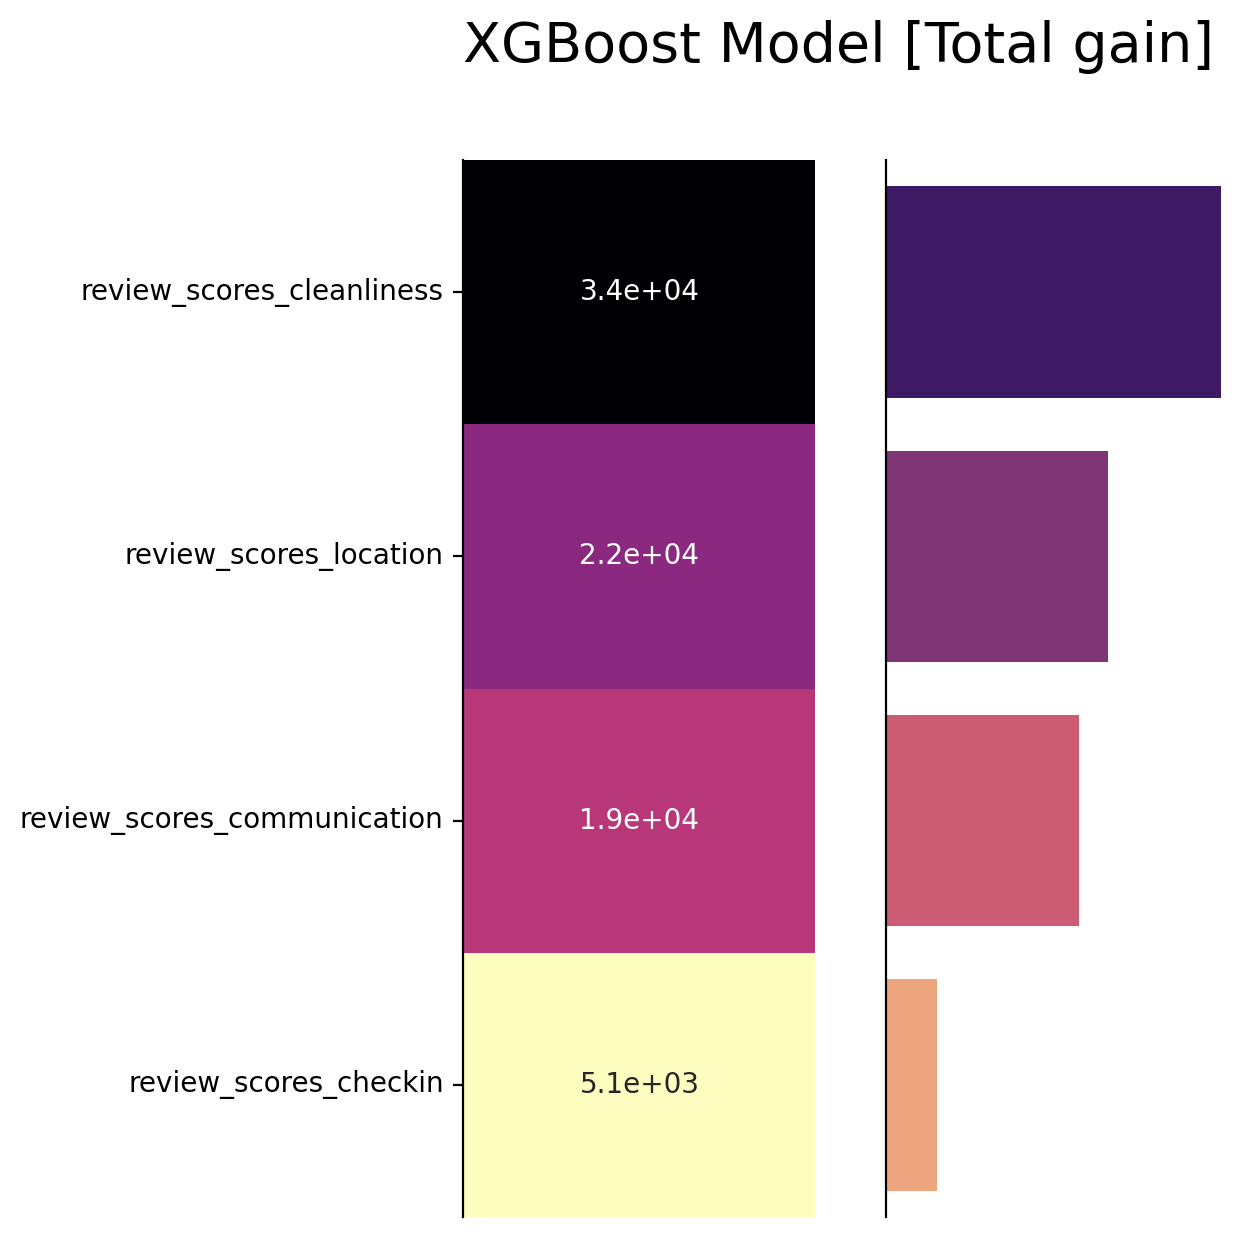 XGBoost Model [Total gain]
review_scores_cleanliness 3.4e+04
review_scores_location 2.2e+04
review_scores_communication 1.9e+04
review_scores_checkin 5.1e+03